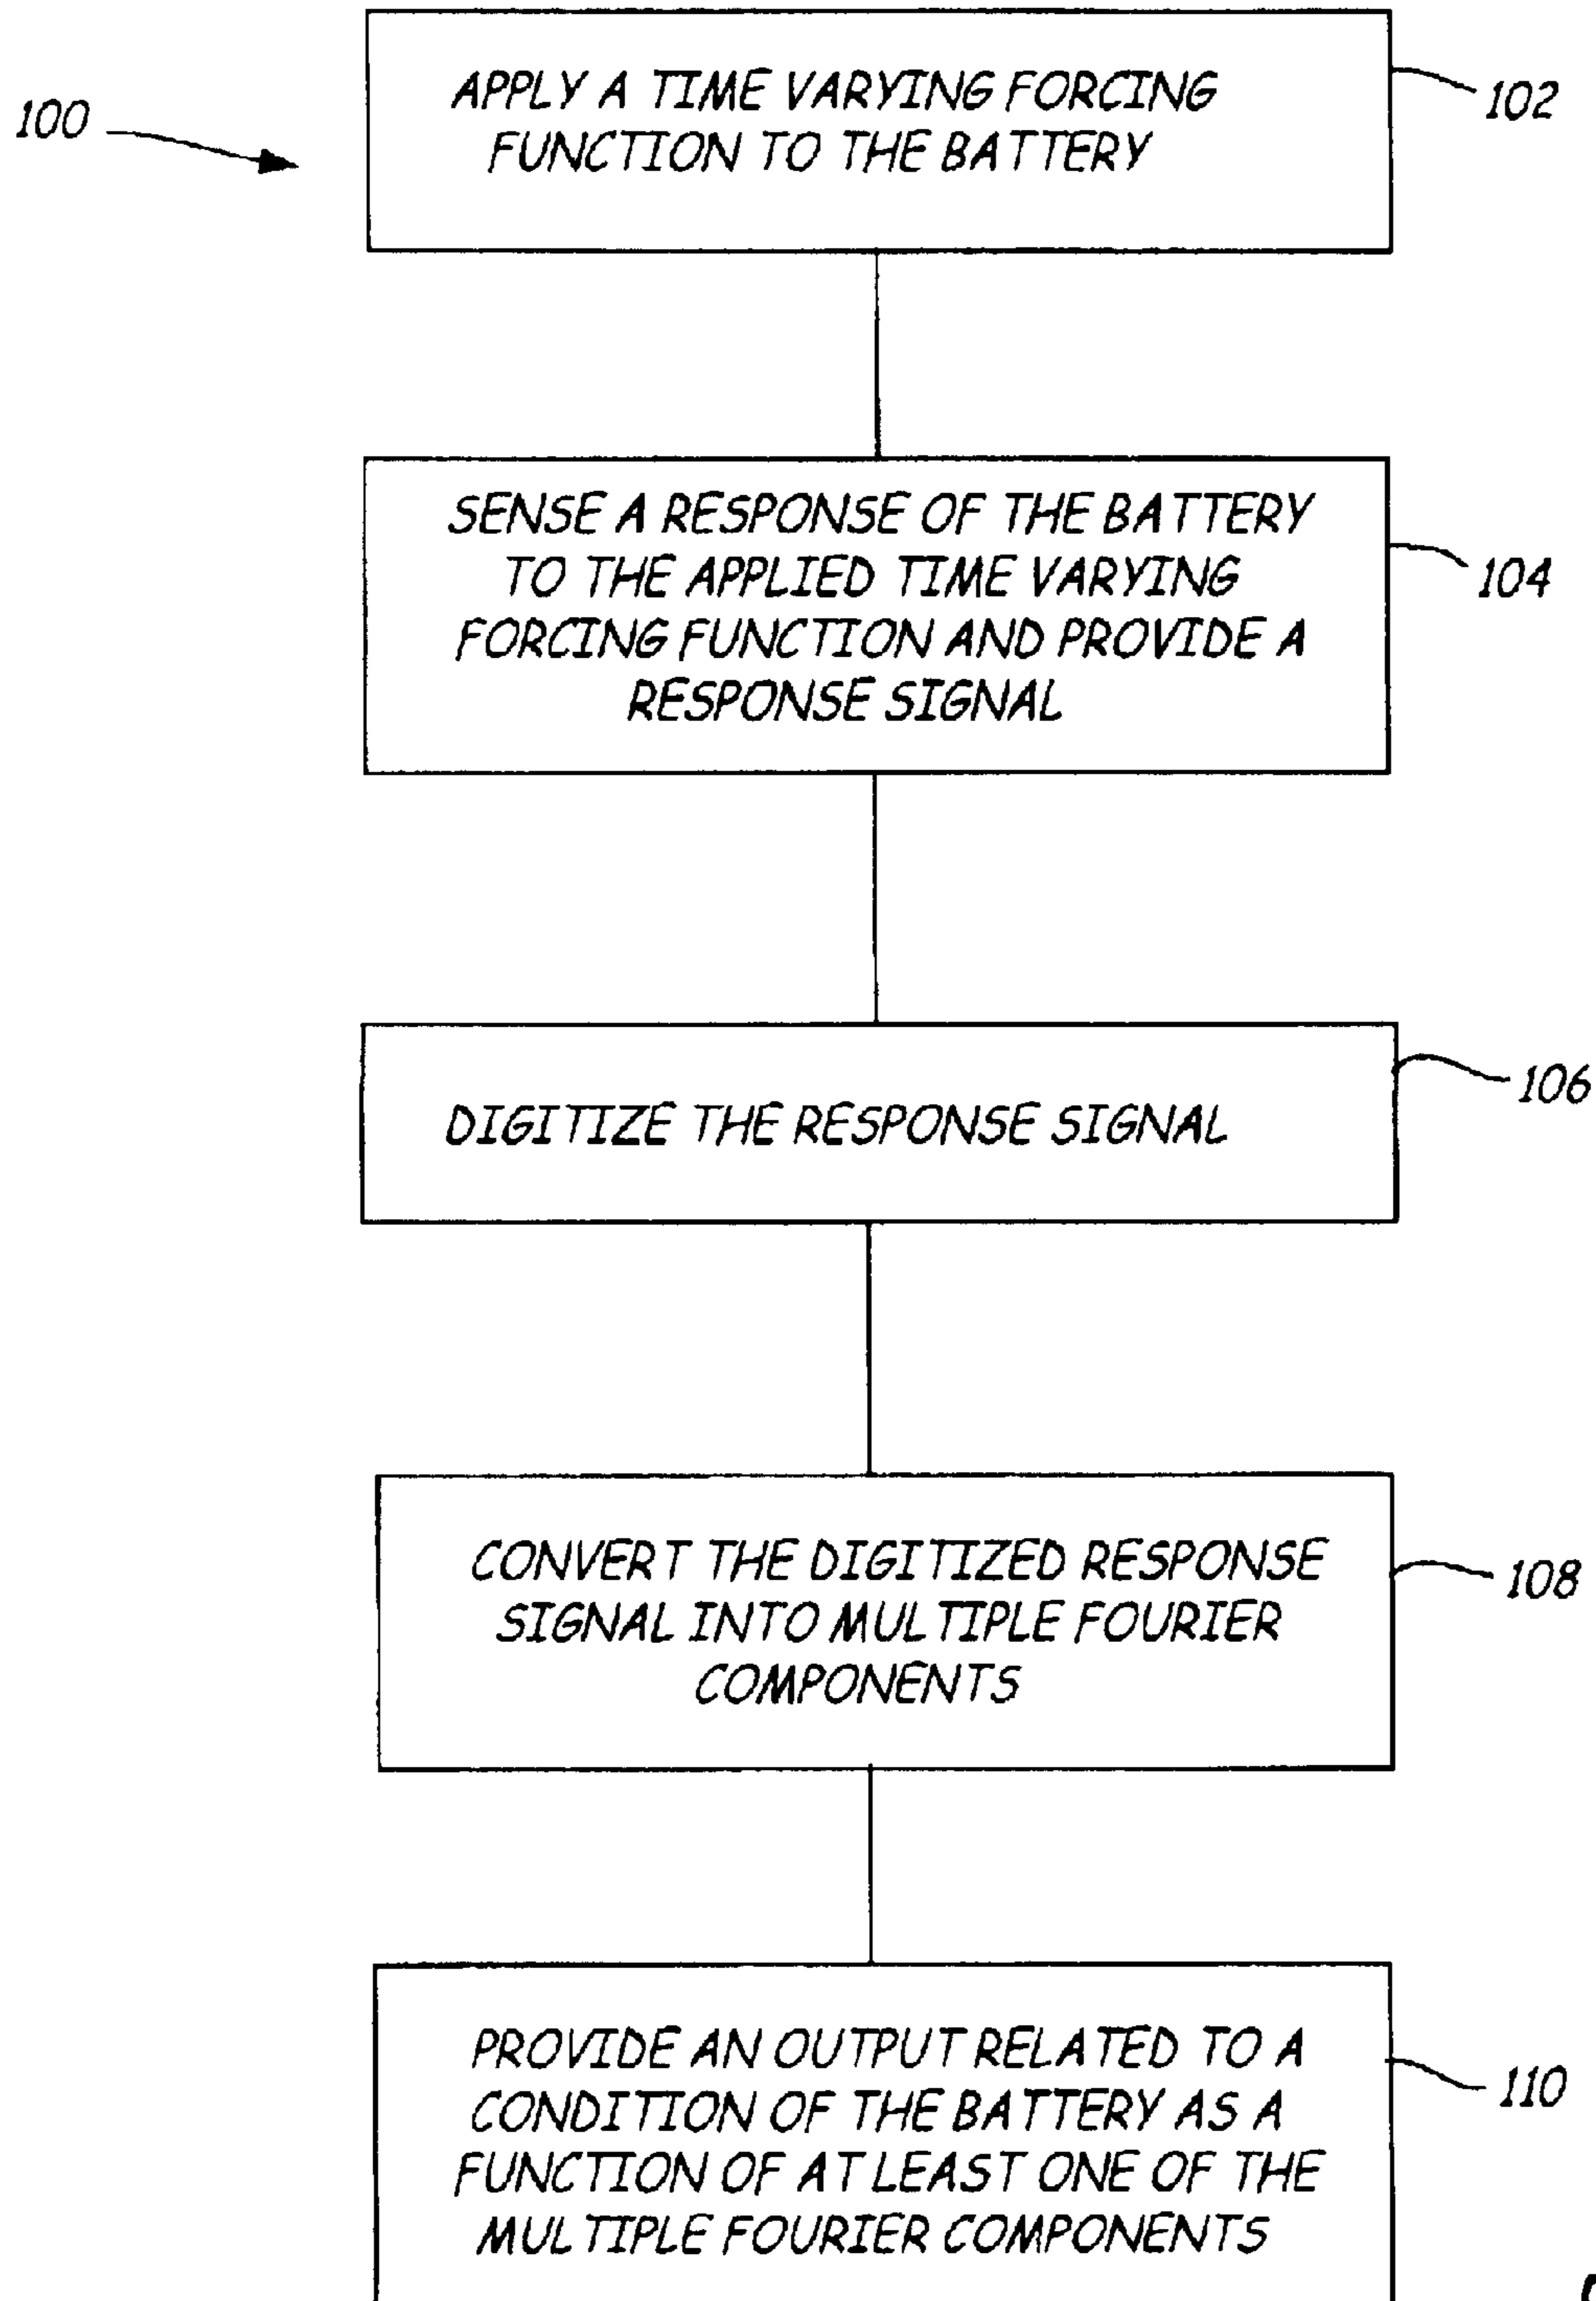 100
APPLY A TIME VARYING FORCING
FUNCTION TO THE BATTERY
102
SENSE A RESPONSE OF THE BATTERY
TO THE APPLIED TIME VARYING
FORCING FUNCTION AND PROVIDE A
RESPONSE SIGNAL
104
DIGITIZE THE RESPONSE SIGNAL
106
CONVERT THE DIGITIZED RESPONSE
SIGNAL INTO MULTIPLE FOURIER
COMPONENTS
108
PROVIDE AN OUTPUT RELATED TO A
CONDITION OF THE BATTERY AS A
FUNCTION OF AT LEAST ONE OF THE
MULTIPLE FOURIER COMPONENTS
110